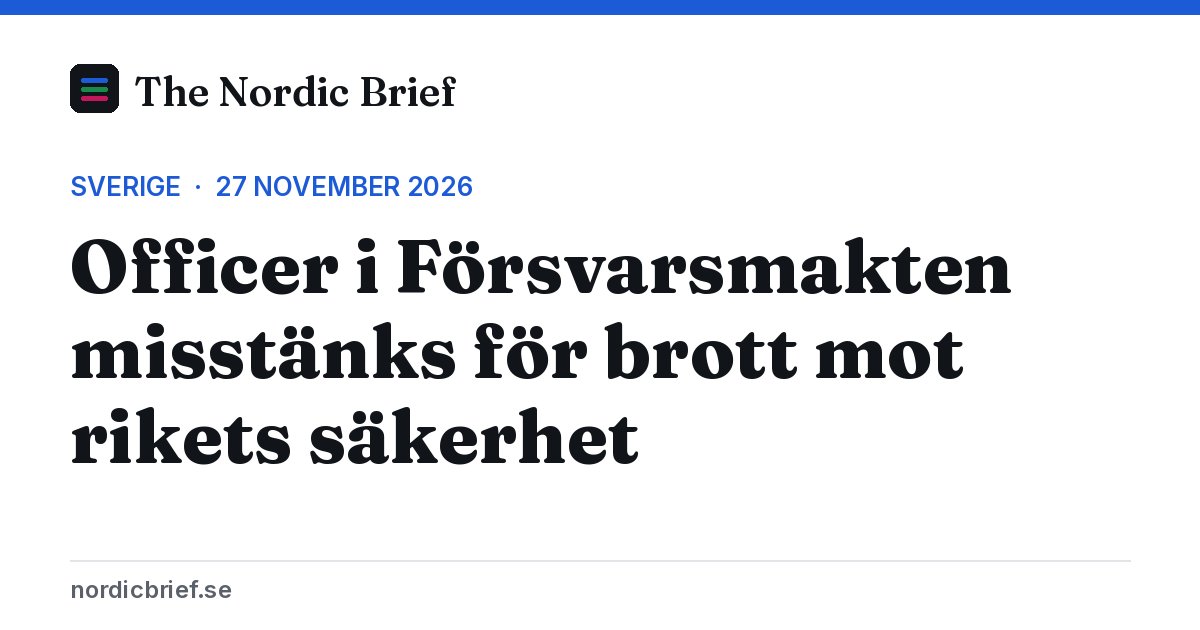 The Nordic Brief
SVERIGE · 27 NOVEMBER 2026
Officer i Försvarsmakten
misstänks för brott mot
rikets säkerhet
nordicbrief.se